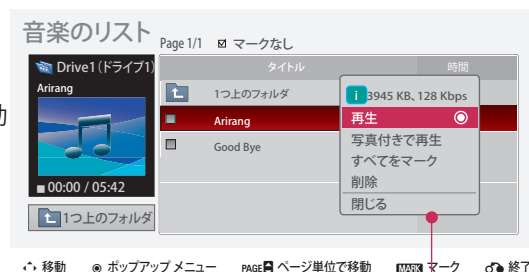 音楽のリスト
Page 1/1 マークなし
Drive1(ドライブ1)
タイトル 時間
Arirang
1つ上のフォルダ
Arirang
Good Bye
i 3945 KB、128 Kbps
再生
写真付きで再生
すべてをマーク
削除
閉じる
00:00 / 05:42
1つ上のフォルダ
移動 ポップアップ メニュー PAGE ページ単位で移動 MARK マーク 終了